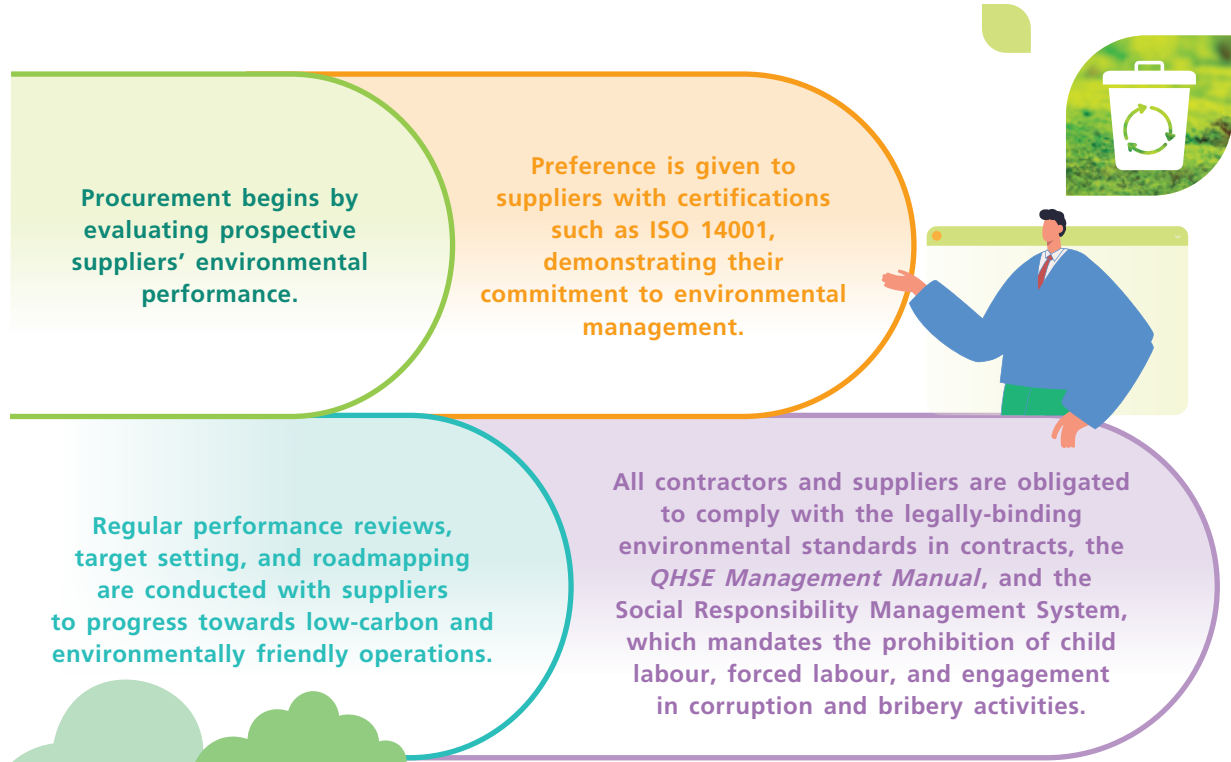 Procurement begins by
evaluating prospective
suppliers’ environmental
performance.
Preference is given to
suppliers with certifications
such as ISO 14001,
demonstrating their
commitment to environmental
management.
Regular performance reviews,
target setting, and roadmapping
are conducted with suppliers
to progress towards low-carbon and
environmentally friendly operations.
All contractors and suppliers are obligated
to comply with the legally-binding
environmental standards in contracts, the
QHSE Management Manual, and the
Social Responsibility Management System,
which mandates the prohibition of child
labour, forced labour, and engagement
in corruption and bribery activities.